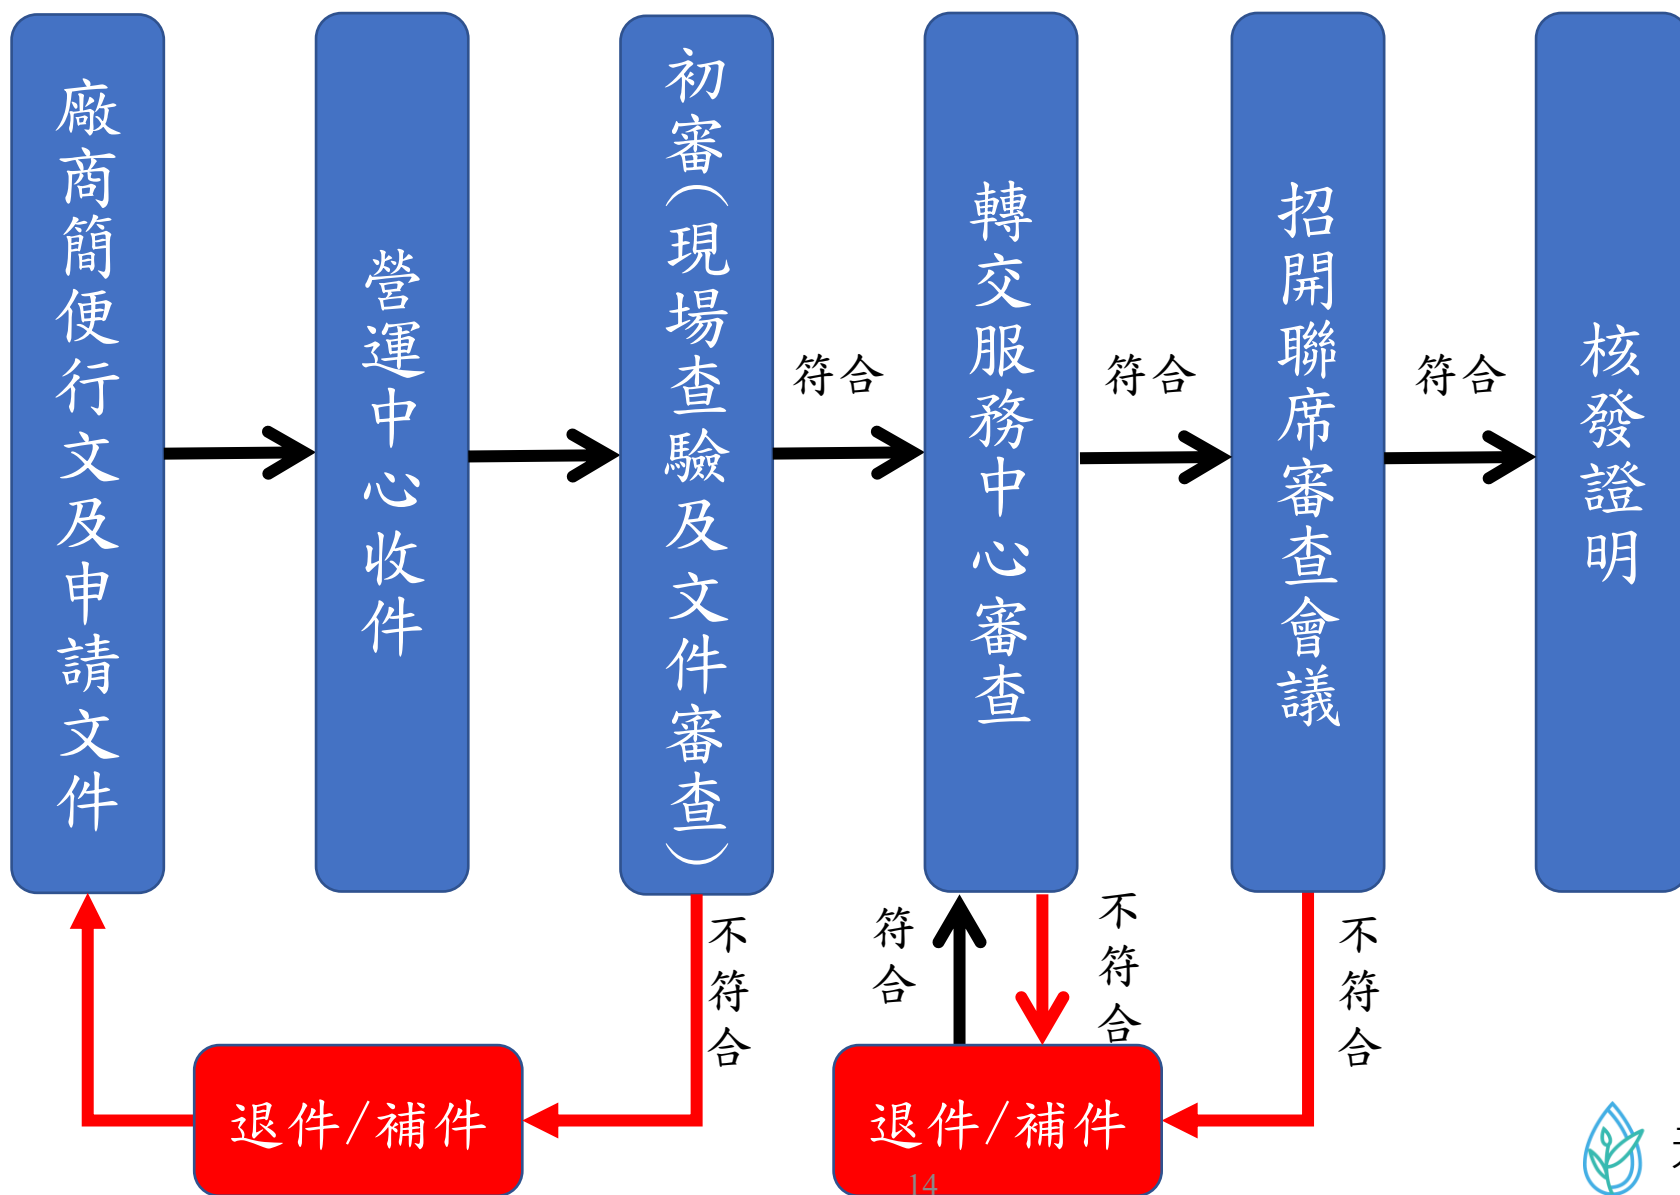 廠商簡便行文及申請文件
營運中心收件
初審(現場查驗及文件審查)
符合
轉交服務中心審查
符合
招開聯席審查會議
符合
核發證明
不符合
退件/補件
符合
不符合
不符合
退件/補件
14